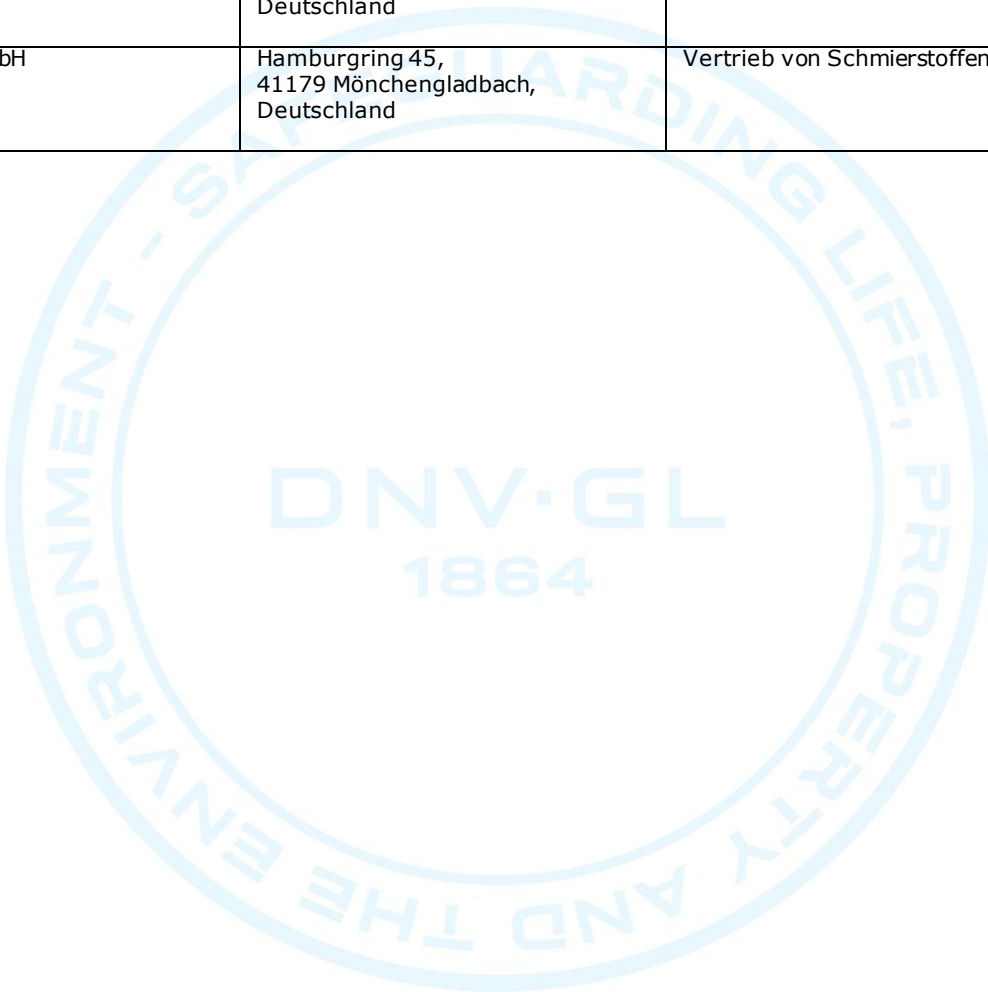 Deutschland
bH
Hamburgring 45,
41179 Mönchengladbach,
Deutschland
Vertrieb von Schmierstoffen
SAFEGUARDING LIFE, PROPERTY AND THE ENVIRONMENT -
DNV·GL
1864